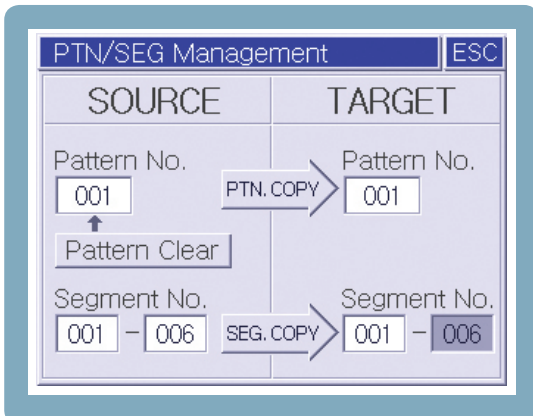 PTN/SEG Management ESC
SOURCE TARGET
Pattern No. Pattern No.
001 PTN. COPY 001
Pattern Clear
Segment No. Segment No.
001 - 006 SEG. COPY 001 - 006